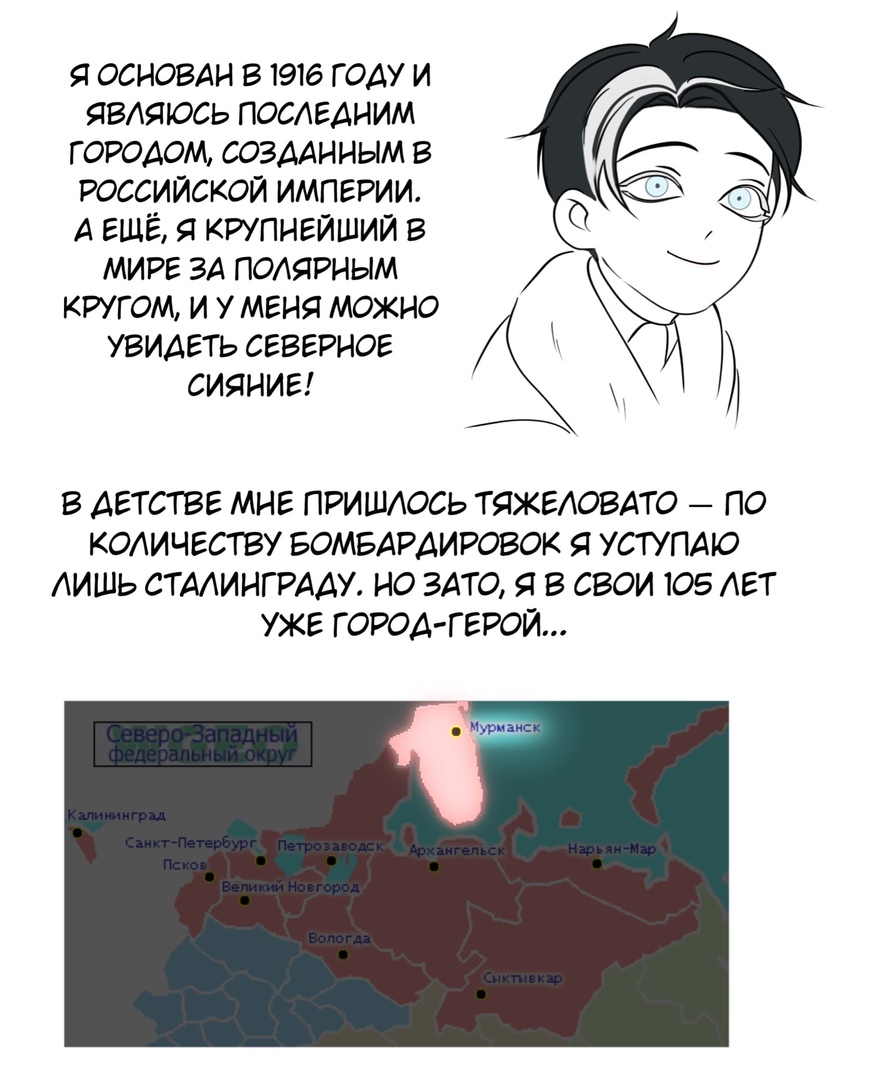 Я ОСНОВАН В 1916 ГОДУ И
ЯВЛЯЮСЬ ПОСЛЕДНИМ
ГОРОДОМ, СОЗДАННЫМ В
РОССИЙСКОЙ ИМПЕРИИ.
А ЕЩЁ, Я КРУПНЕЙШИЙ В
МИРЕ ЗА ПОЛЯРНЫМ
КРУГОМ, И У МЕНЯ МОЖНО
УВИДЕТЬ СЕВЕРНОЕ
СИЯНИЕ!
В ДЕТСТВЕ МНЕ ПРИШЛОСЬ ТЯЖЕЛОВАТО — ПО
КОЛИЧЕСТВУ БОМБАРДИРОВОК Я УСТУПАЮ
ЛИШЬ СТАЛИНГРАДУ. НО ЗАТО, Я В СВОИ 105 ЛЕТ
УЖЕ ГОРОД-ГЕРОЙ...
Северо-Западный
федеральный округ
Мурманск
Калининград
Санкт-Петербург
Петрозаводск
Архангельск
Нарьян-Мар
Псков
Великий Новгород
Вологда
Сыктывкар